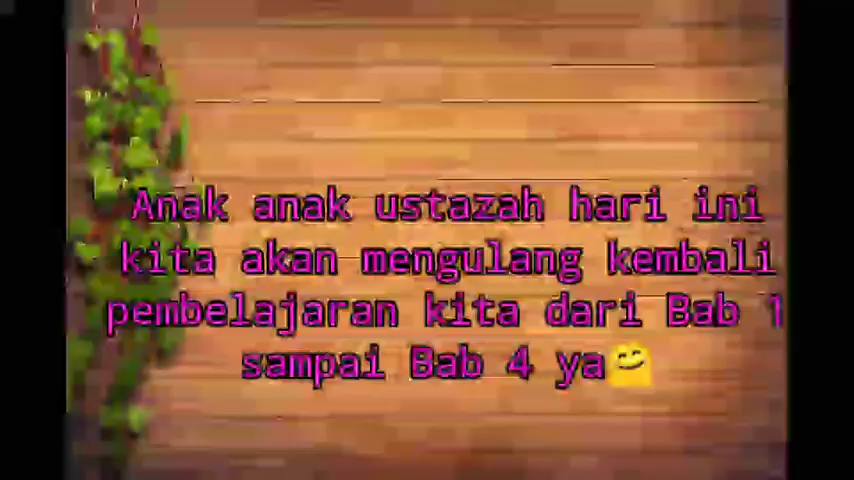 Anak anak ustazah hari ini
kita akan mengulang kembali
pembelajaran kita dari Bab 1
sampai Bab 4 ya🤗